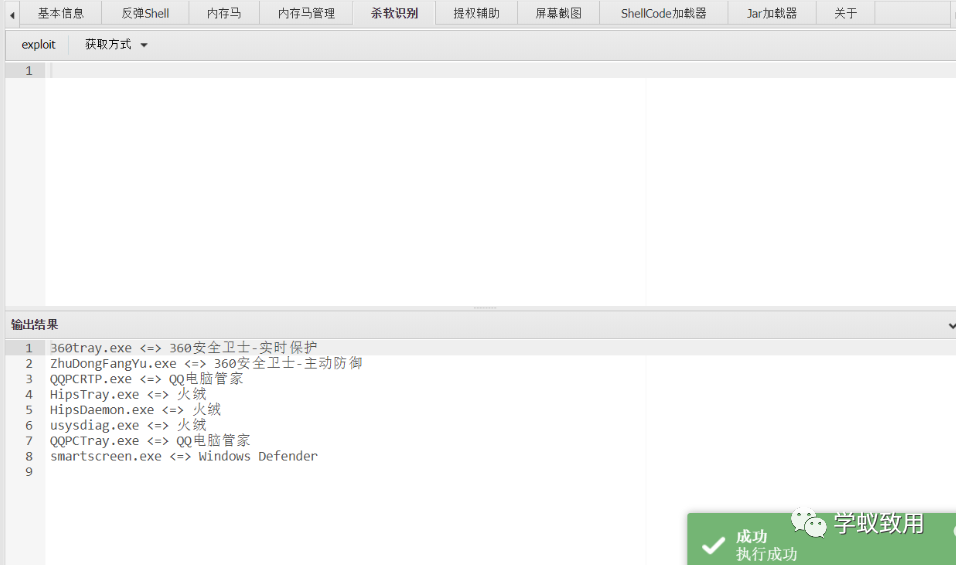 基本信息 反弹Shell 内存马 内存马管理 杀软识别 提权辅助 屏幕截图 ShellCode加载器 Jar加载器 关于
exploit 获取方式
1
输出结果
1 360tray.exe <=> 360安全卫士-实时保护
2 ZhuDongFangYu.exe <=> 360安全卫士-主动防御
3 QQPCRTP.exe <=> QQ电脑管家
4 HipsTray.exe <=> 火绒
5 HipsDaemon.exe <=> 火绒
6 usysdiag.exe <=> 火绒
7 QQPCTray.exe <=> QQ电脑管家
8 smartscreen.exe <=> Windows Defender
9
学蚁致用
成功
执行成功